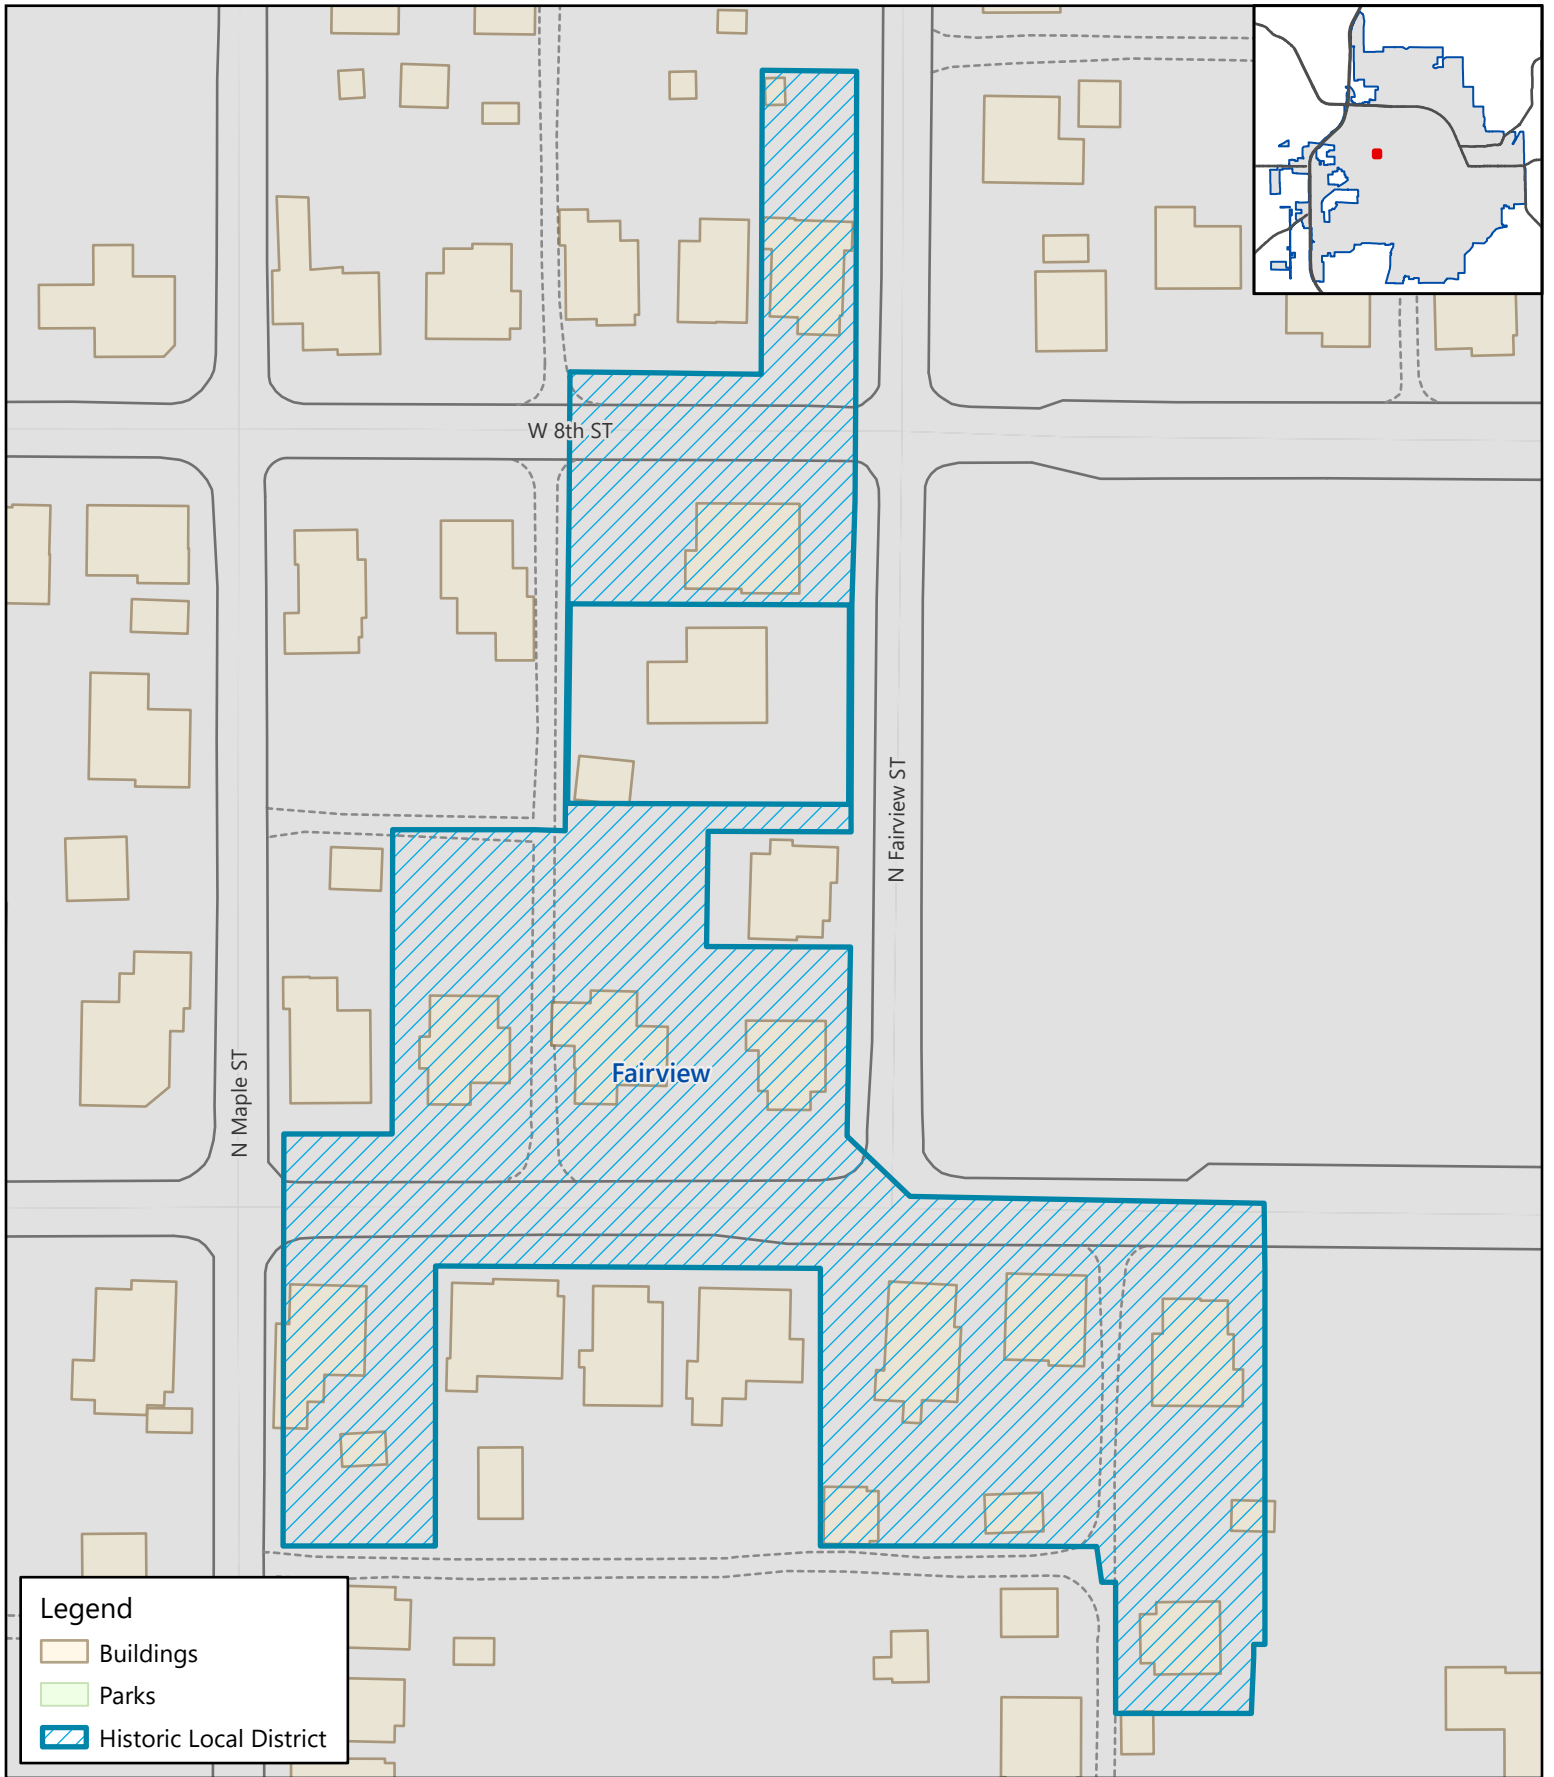 W 8th ST
N Fairview ST
N Maple ST
Fairview
Legend
Buildings
Parks
Historic Local District